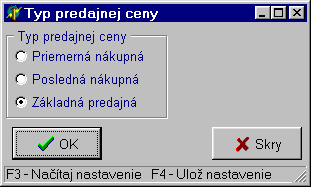 Typ predajnej ceny
Typ predajnej ceny
Priemerná nákupná
Posledná nákupná
Základná predajná
OK
Skry
F3 - Načítaj nastavenie F4 - Ulož nastavenie